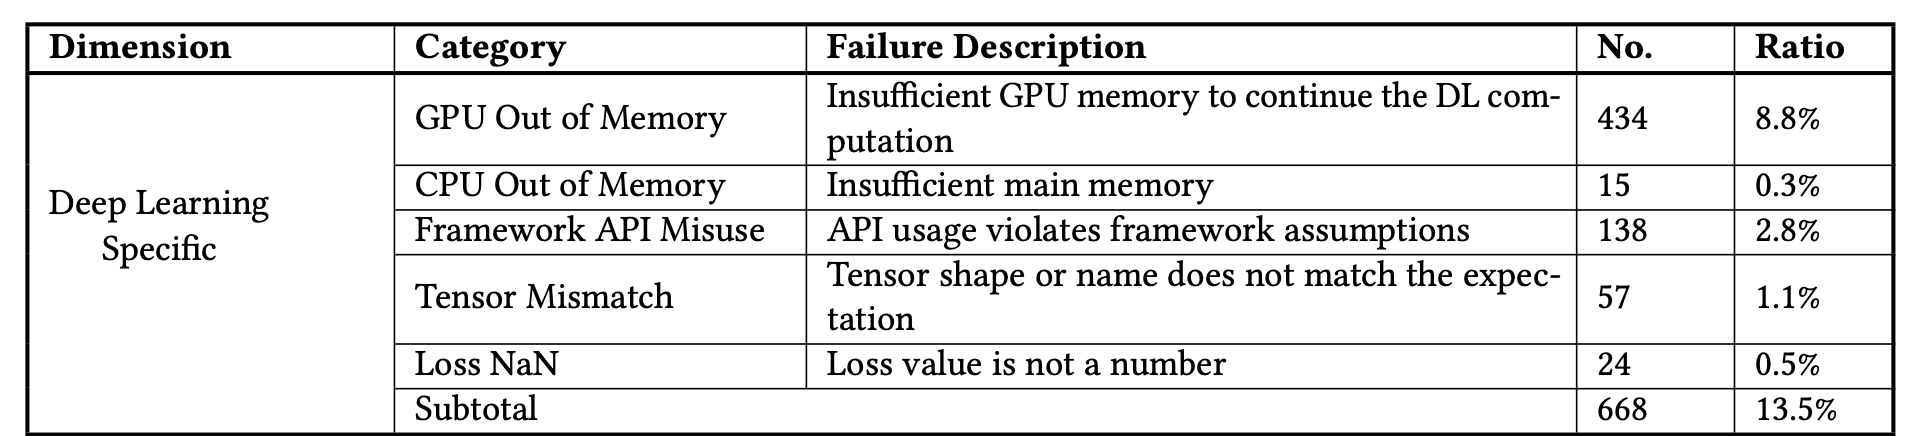 Dimension Category Failure Description No. Ratio
Deep Learning
Specific
GPU Out of Memory
Insufficient GPU memory to continue the DL com-
putation
434 8.8%
CPU Out of Memory Insufficient main memory 15 0.3%
Framework API Misuse API usage violates framework assumptions 138 2.8%
Tensor Mismatch
Tensor shape or name does not match the expec-
tation
57 1.1%
Loss NaN Loss value is not a number 24 0.5%
Subtotal 668 13.5%